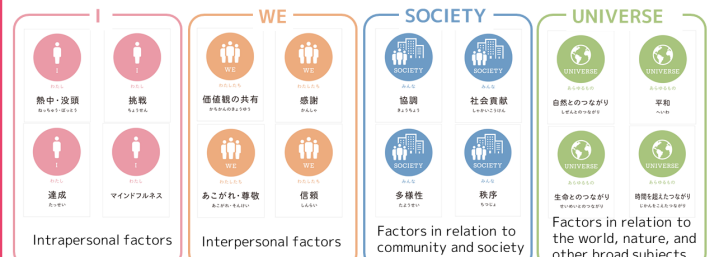 I
I
わたし
熱中・没頭
ねっちゅう・ぼっとう
I
わたし
挑戦
ちょうせん
I
わたし
達成
たっせい
I
わたし
マインドフルネス
Intrapersonal factors
WE
WE
わたしたち
価値観の共有
かちかんのきょうゆう
WE
わたしたち
感謝
かんしゃ
WE
わたしたち
あこがれ・尊敬
あこがれ・そんけい
WE
わたしたち
信頼
しんらい
Interpersonal factors
SOCIETY
SOCIETY
みんな
協調
きょうちょう
SOCIETY
みんな
社会貢献
しゃかいこうけん
SOCIETY
みんな
多様性
たようせい
SOCIETY
みんな
秩序
ちつじょ
Factors in relation to
community and society
UNIVERSE
UNIVERSE
あらゆるもの
自然とのつながり
しぜんとのつながり
UNIVERSE
あらゆるもの
平和
へいわ
UNIVERSE
あらゆるもの
生命とのつながり
せいめいとのつながり
UNIVERSE
あらゆるもの
時間を超えたつながり
じかんをこえたつながり
Factors in relation to
the world, nature, and
other broad subjects